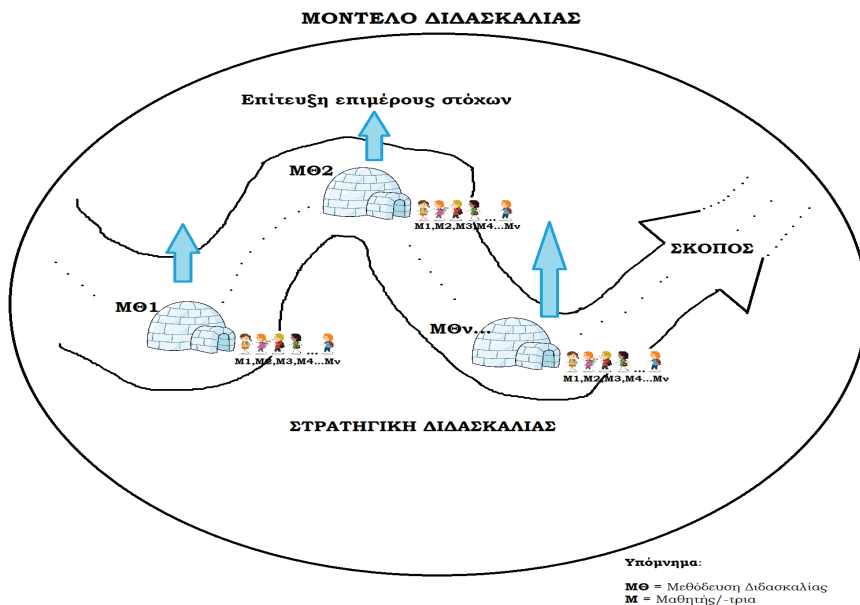 ΜΟΝΤΕΛΟ ΔΙΔΑΣΚΑΛΙΑΣ
Επίτευξη επιμέρους στόχων
ΜΘ2
Μ1,Μ2,Μ3,Μ4...Μν
ΣΚΟΠΟΣ
ΜΘ1
Μ1,Μ2,Μ3,Μ4...Μν
ΜΘν...
Μ1,Μ2,Μ3,Μ4...Μν
ΣΤΡΑΤΗΓΙΚΗ ΔΙΔΑΣΚΑΛΙΑΣ
Υπόμνημα:
ΜΘ = Μεθόδευση Διδασκαλίας
Μ = Μαθητής/-τρια